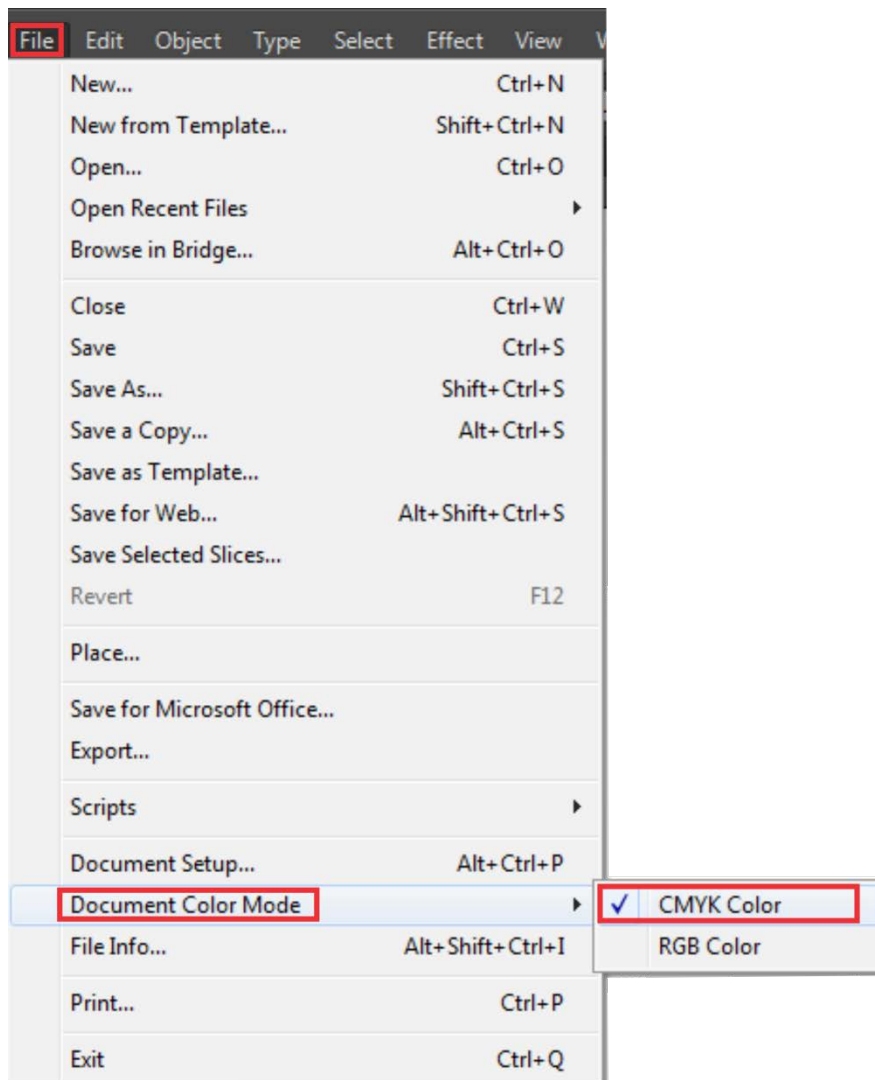 File Edit Object Type Select Effect View
New... Ctrl+N
New from Template... Shift+Ctrl+N
Open... Ctrl+O
Open Recent Files
Browse in Bridge... Alt+Ctrl+O
Close Ctrl+W
Save Ctrl+S
Save As... Shift+Ctrl+S
Save a Copy... Alt+Ctrl+S
Save as Template...
Save for Web... Alt+Shift+Ctrl+S
Save Selected Slices...
Revert F12
Place...
Save for Microsoft Office...
Export...
Scripts
Document Setup... Alt+Ctrl+P
Document Color Mode CMYK Color
File Info... Alt+Shift+Ctrl+I RGB Color
Print... Ctrl+P
Exit Ctrl+Q